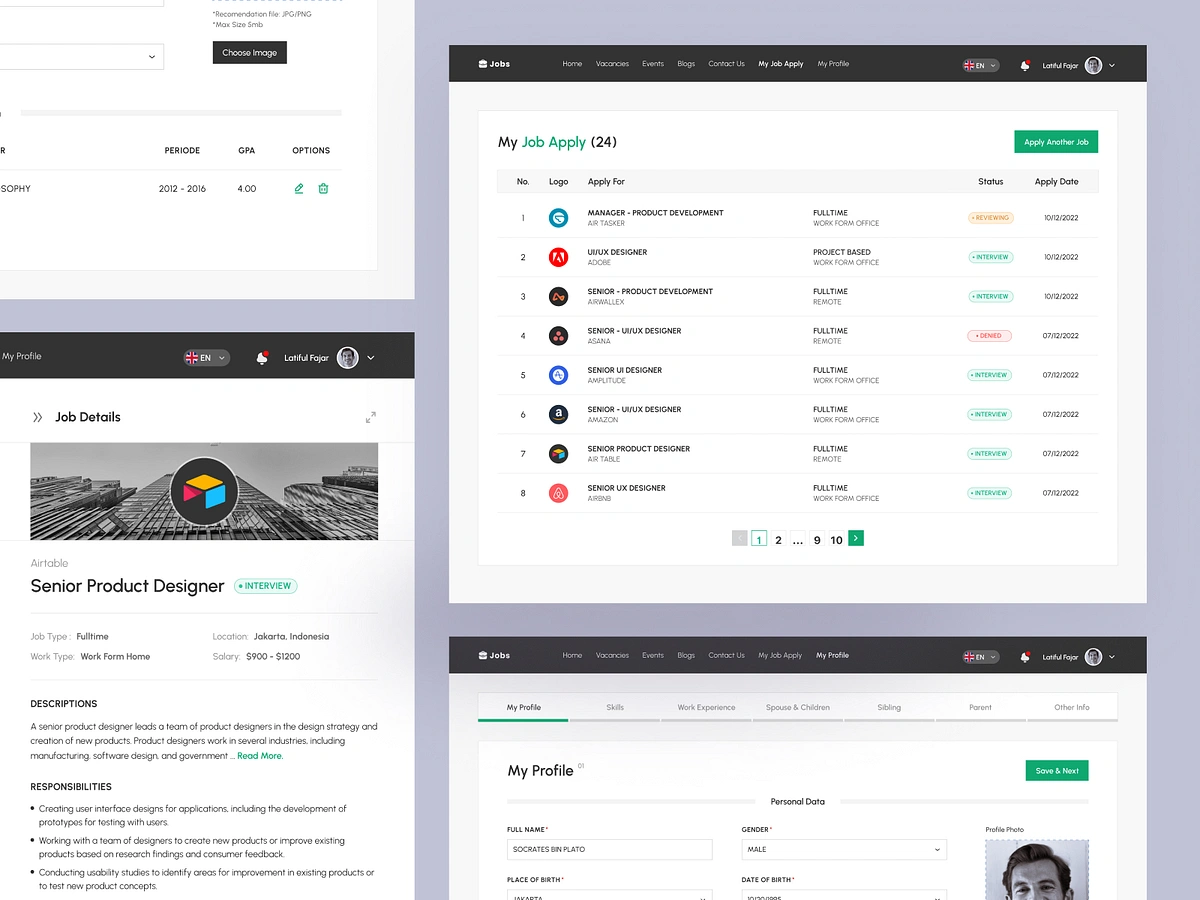 *Recomendation file: JPG/PNG
*Max Size 5mb
Choose Image
PERIODE GPA OPTIONS
SOPHY 2012 - 2016 4.00
My Profile EN Latiful Fajar
Job Details
Airtable
Senior Product Designer • INTERVIEW
Job Type : Fulltime Location: Jakarta, Indonesia
Work Type: Work Form Home Salary: $900 - $1200
DESCRIPTIONS
A senior product designer leads a team of product designers in the design strategy and
creation of new products. Product designers work in several industries, including
manufacturing, software design, and government ... Read More.
RESPONSIBILITIES
• Creating user interface designs for applications, including the development of
prototypes for testing with users.
• Working with a team of designers to create new products or improve existing
products based on research findings and consumer feedback.
• Conducting usability studies to identify areas for improvement in existing products or
to test new product concepts.
Jobs Home Vacancies Events Blogs Contact Us My Job Apply My Profile EN Latiful Fajar
My Job Apply (24) Apply Another Job
No. Logo Apply For Status Apply Date
1 MANAGER - PRODUCT DEVELOPMENT FULLTIME • REVIEWING 10/12/2022
AIR TASKER WORK FORM OFFICE
2 UI/UX DESIGNER PROJECT BASED • INTERVIEW 10/12/2022
ADOBE WORK FORM OFFICE
3 SENIOR - PRODUCT DEVELOPMENT FULLTIME • INTERVIEW 10/12/2022
AIRWALLEX REMOTE
4 SENIOR - UI/UX DESIGNER FULLTIME • DENIED 07/12/2022
ASANA REMOTE
5 SENIOR UI DESIGNER FULLTIME • INTERVIEW 07/12/2022
AMPLITUDE WORK FORM OFFICE
6 a SENIOR - UI/UX DESIGNER FULLTIME • INTERVIEW 07/12/2022
AMAZON WORK FORM OFFICE
7 SENIOR PRODUCT DESIGNER FULLTIME • INTERVIEW 07/12/2022
AIR TABLE REMOTE
8 SENIOR UX DESIGNER FULLTIME • INTERVIEW 07/12/2022
AIRBNB WORK FORM OFFICE
1 2 ... 9 10
Jobs Home Vacancies Events Blogs Contact Us My Job Apply My Profile EN Latiful Fajar
My Profile Skills Work Experience Spouse & Children Sibling Parent Other Info
My Profile 01 Save & Next
Personal Data
FULL NAME* GENDER* Profile Photo
SOCRATES BIN PLATO MALE
PLACE OF BIRTH* DATE OF BIRTH*
JAKARTA 10/20/1985